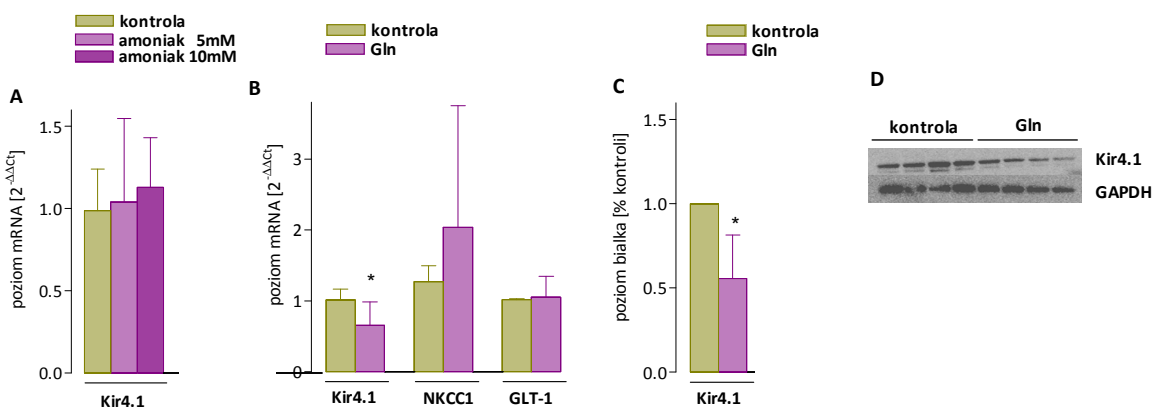 kontrola
amoniak 5mM
amoniak 10mM
A
poziom mRNA [2-ΔΔCt]
1.5
1.0
0.5
0.0
Kir4.1
kontrola
Gln
B
poziom mRNA [2-ΔΔCt]
3
2
1
0
*
Kir4.1
NKCC1
GLT-1
kontrola
Gln
C
poziom bialka [% kontroli]
1.5
1.0
0.5
0.0
*
Kir4.1
D
kontrola
Gln
Kir4.1
GAPDH